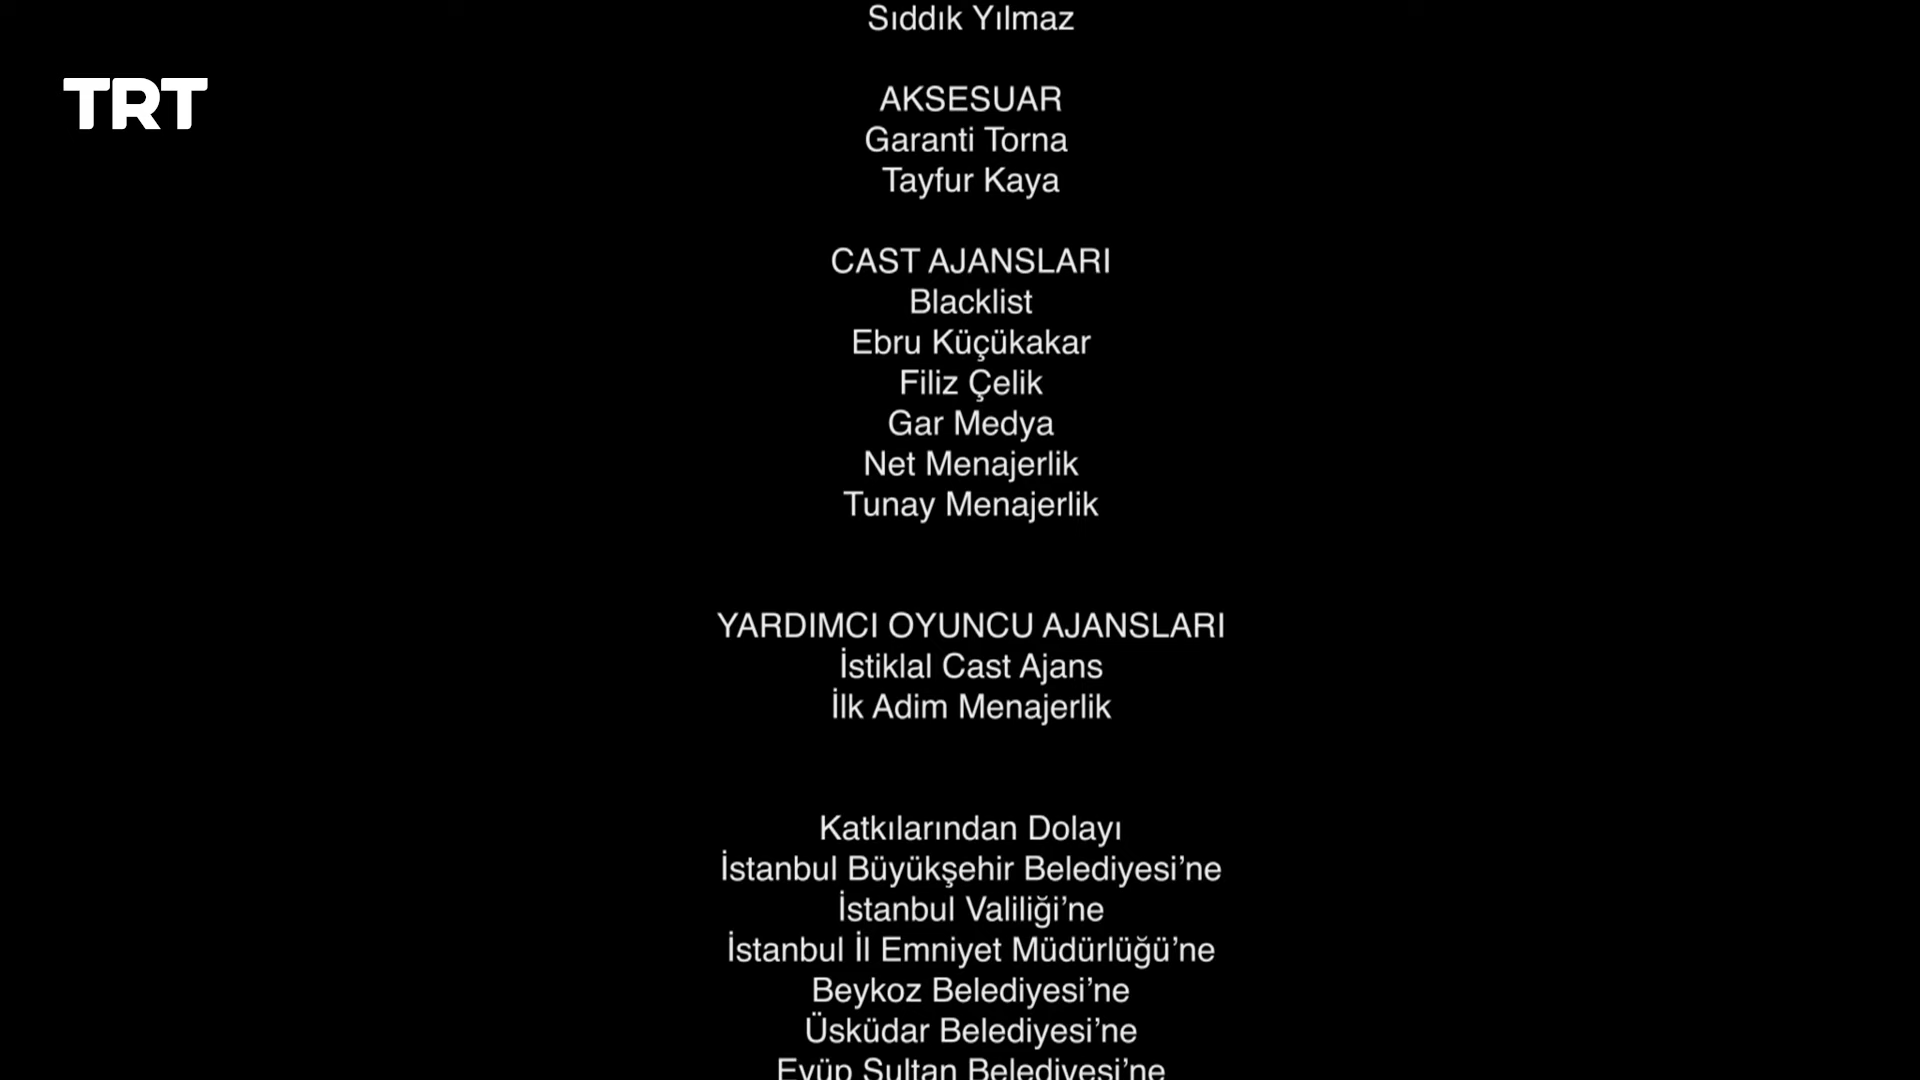 Sıddık Yılmaz
TRT
AKSESUAR
Garanti Torna
Tayfur Kaya
CAST AJANSLARI
Blacklist
Ebru Küçükakar
Filiz Çelik
Gar Medya
Net Menajerlik
Tunay Menajerlik
YARDIMCI OYUNCU AJANSLARI
İstiklal Cast Ajans
İlk Adim Menajerlik
Katkılarından Dolayı
İstanbul Büyükşehir Belediyesi’ne
İstanbul Valiliği’ne
İstanbul İl Emniyet Müdürlüğü’ne
Beykoz Belediyesi’ne
Üsküdar Belediyesi’ne
Eyüp Sultan Belediyesi’ne